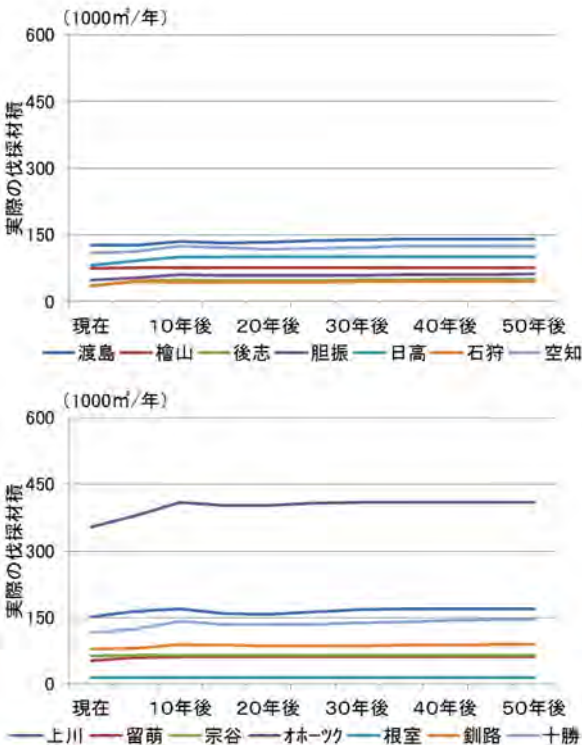 (1000㎥/年)
実際の伐採材積
600
450
300
150
0
現在 10年後 20年後 30年後 40年後 50年後
渡島 檜山 後志 胆振 日高 石狩 空知
(1000㎥/年)
実際の伐採材積
600
450
300
150
0
現在 10年後 20年後 30年後 40年後 50年後
上川 留萌 宗谷 オホーツク 根室 釧路 十勝